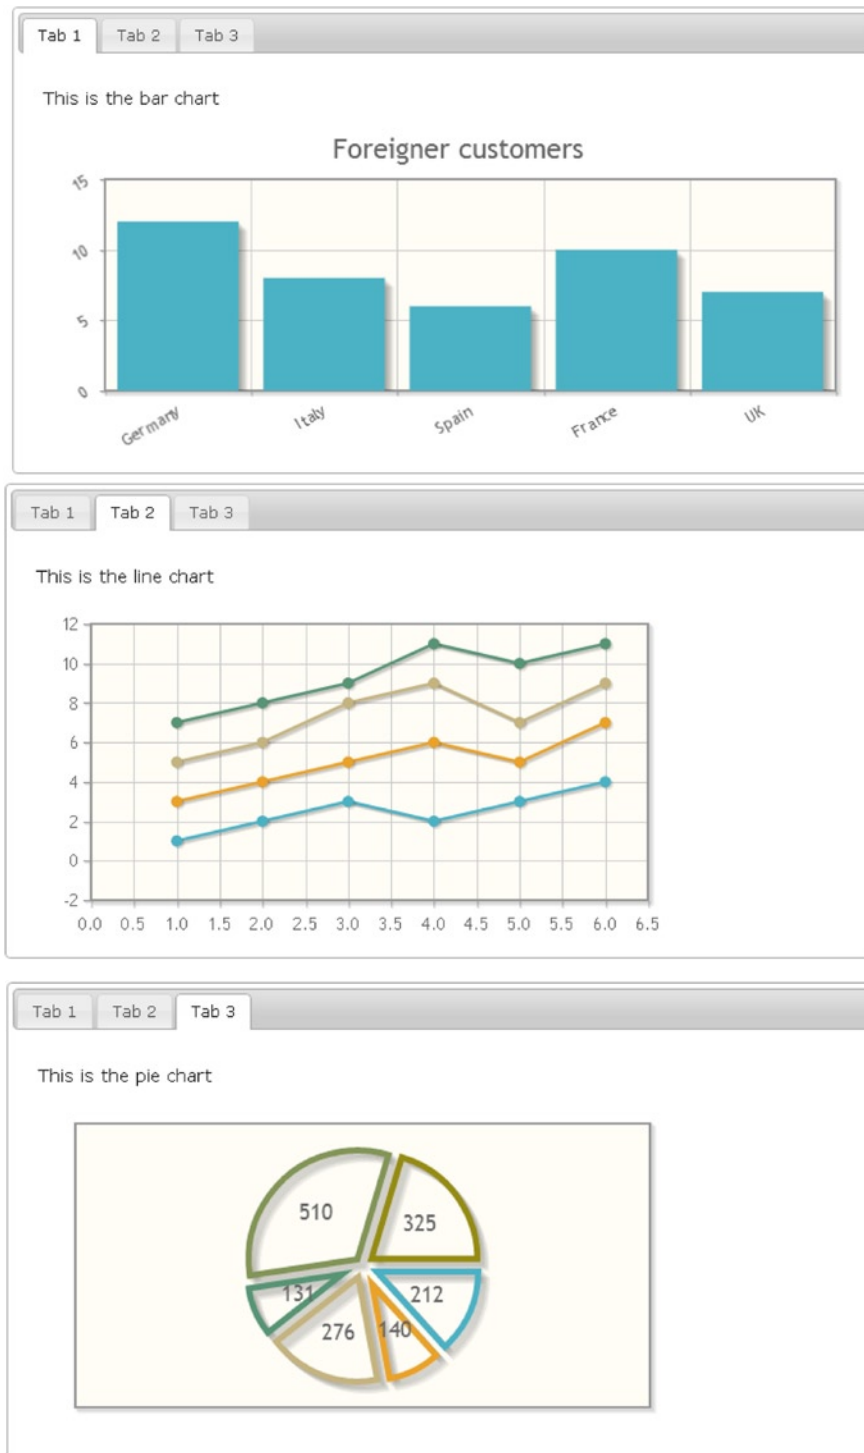 Tab 1 Tab 2 Tab 3
This is the bar chart
Foreigner customers
15
10
5
0
Germany Italy Spain France UK
Tab 1 Tab 2 Tab 3
This is the line chart
12
10
8
6
4
2
0
-2
0.0 0.5 1.0 1.5 2.0 2.5 3.0 3.5 4.0 4.5 5.0 5.5 6.0 6.5
Tab 1 Tab 2 Tab 3
This is the pie chart
510 325
131 212
276 140